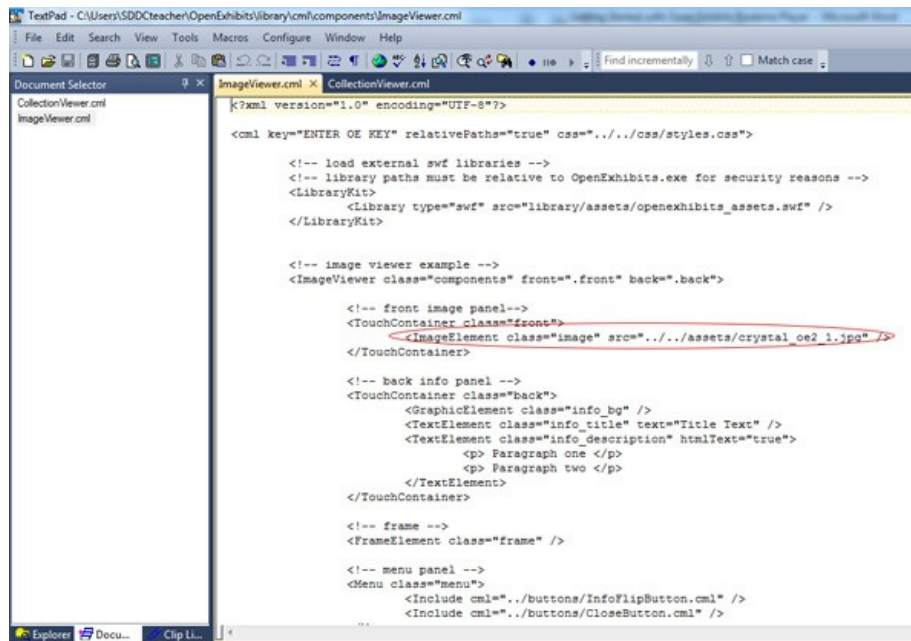 TextPad - C:\Users\SDDCteacher\OpenExhibits\library\cml\components\ImageViewer.cml
File Edit Search View Tools Macros Configure Window Help
Find incrementally Match case
Document Selector
ImageViewer.cml CollectionViewer.cml
CollectionViewer.cml
ImageViewer.cml
<?xml version="1.0" encoding="UTF-8"?>
<cml key="ENTER OE KEY" relativePaths="true" css="../../css/styles.css">
<!-- load external swf libraries -->
<!-- library paths must be relative to OpenExhibits.exe for security reasons -->
<LibraryKit>
<Library type="swf" src="library/assets/openexhibits_assets.swf" />
</LibraryKit>
<!-- image viewer example -->
<ImageViewer class="components" front=".front" back=".back">
<!-- front image panel-->
<TouchContainer class="front">
<ImageElement class="image" src="../../assets/crystal_oe2_1.jpg" />
</TouchContainer>
<!-- back info panel -->
<TouchContainer class="back">
<GraphicElement class="info_bg" />
<TextElement class="info_title" text="Title Text" />
<TextElement class="info_description" htmlText="true">
<p> Paragraph one </p>
<p> Paragraph two </p>
</TextElement>
</TouchContainer>
<!-- frame -->
<FrameElement class="frame" />
<!-- menu panel -->
<Menu class="menu">
<Include cml="../buttons/InfoFlipButton.cml" />
<Include cml="../buttons/CloseButton.cml" />
Explorer Docu... Clip Li...